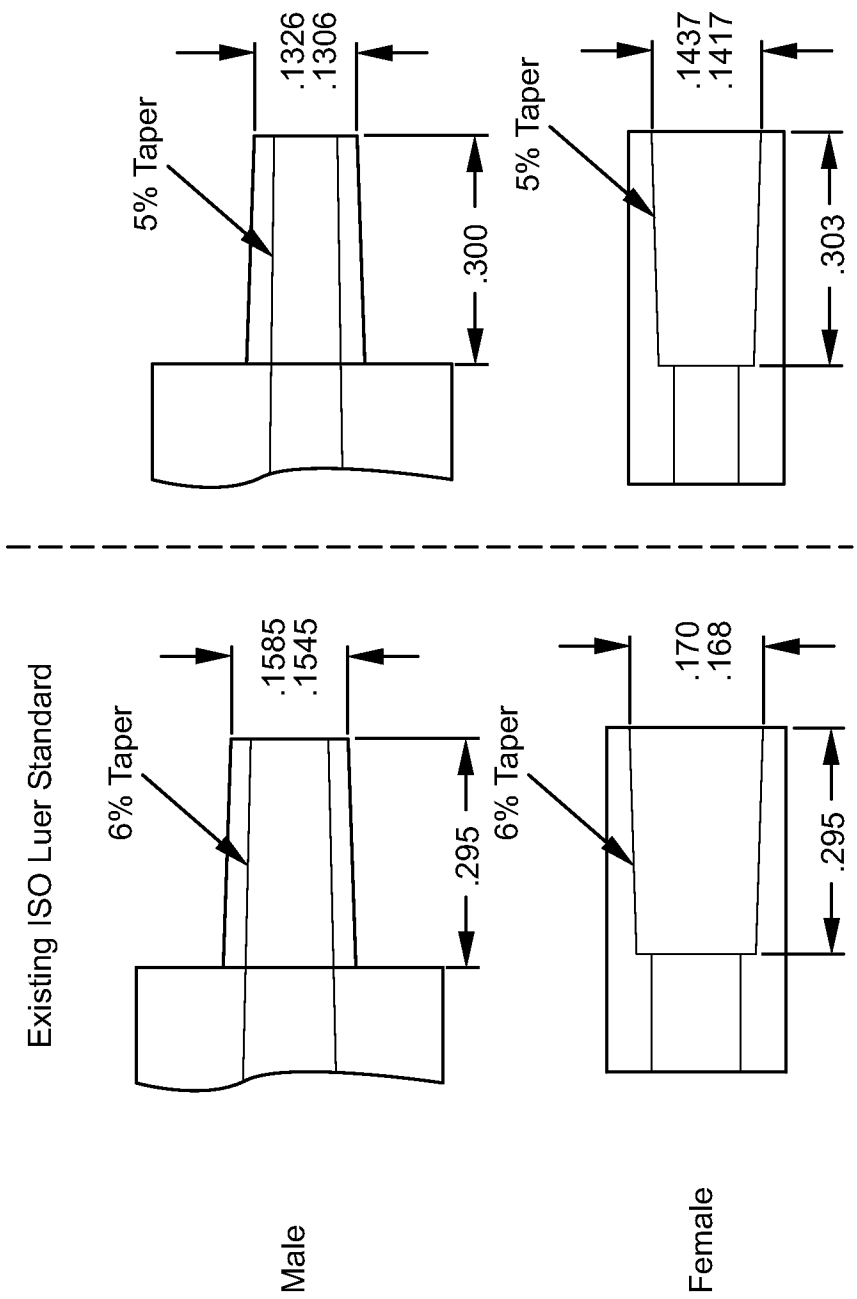 Existing ISO Luer Standard
Male
6% Taper
.1585
.1545
.295
5% Taper
.1326
.1306
.300
Female
6% Taper
.170
.168
.295
5% Taper
.1437
.1417
.303